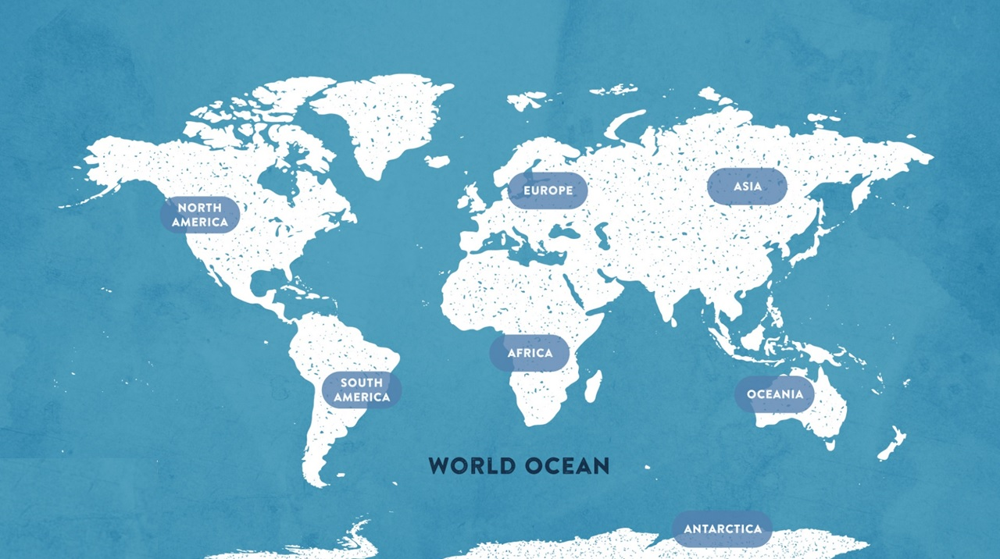 EUROPE
ASIA
NORTH
AMERICA
AFRICA
SOUTH
AMERICA
OCEANIA
WORLD OCEAN
ANTARCTICA